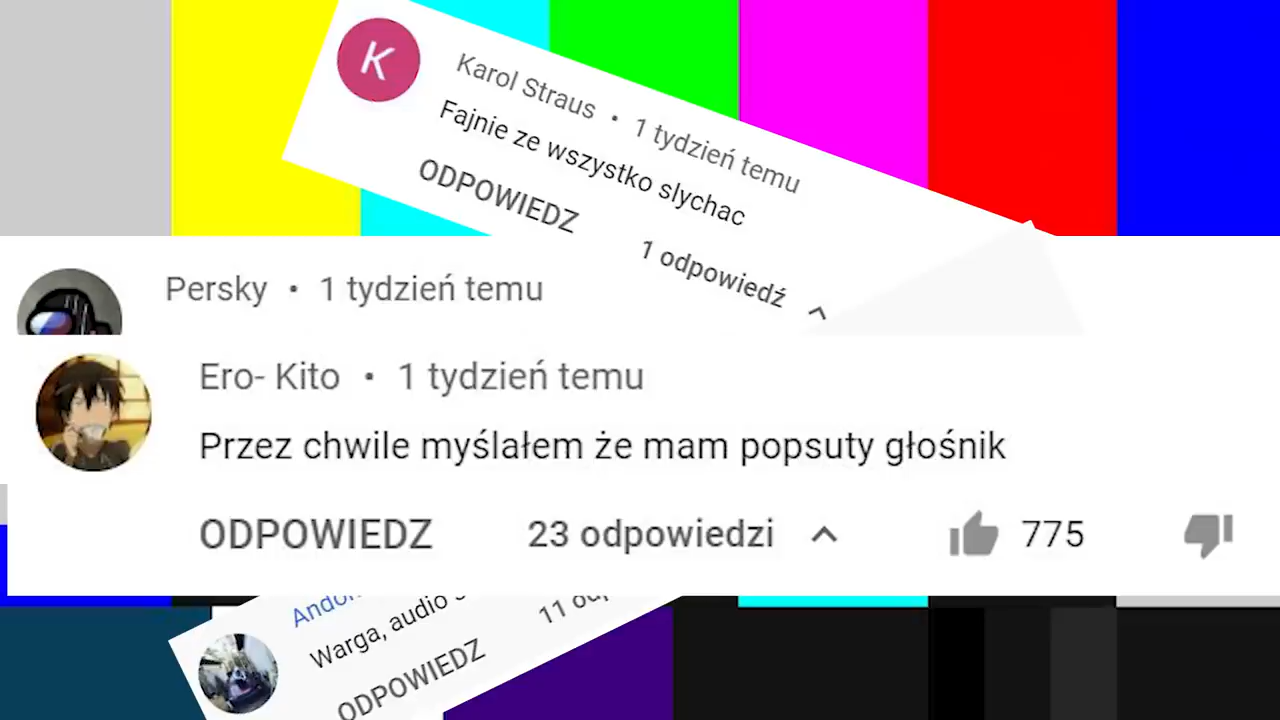 K
Karol Straus • 1 tydzień temu
Fajnie ze wszystko slychac
ODPOWIEDZ
1 odpowiedź
Persky • 1 tydzień temu
Ero- Kito • 1 tydzień temu
Przez chwile myślałem że mam popsuty głośnik
ODPOWIEDZ 23 odpowiedzi 775
Warga, audio
11
ODPOWIEDZ